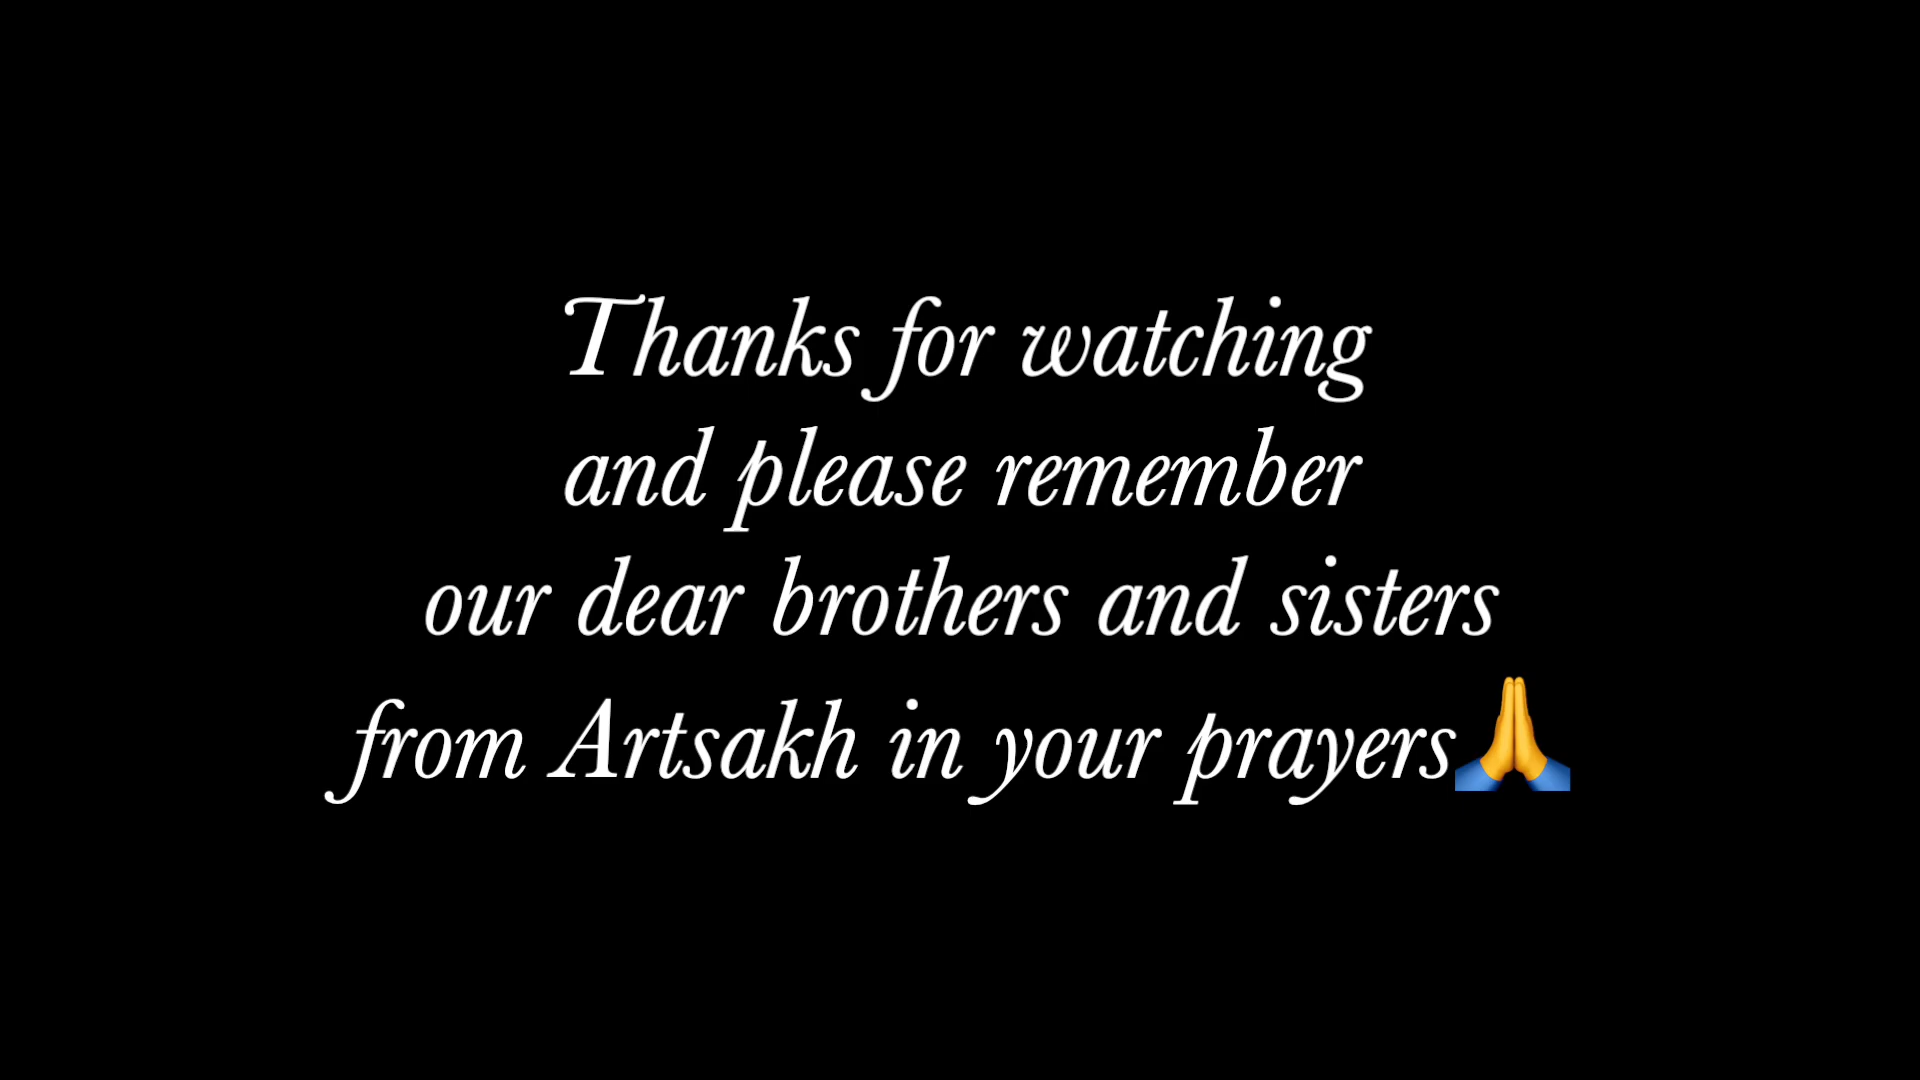 Thanks for watching
and please remember
our dear brothers and sisters
from Artsakh in your prayers🙏